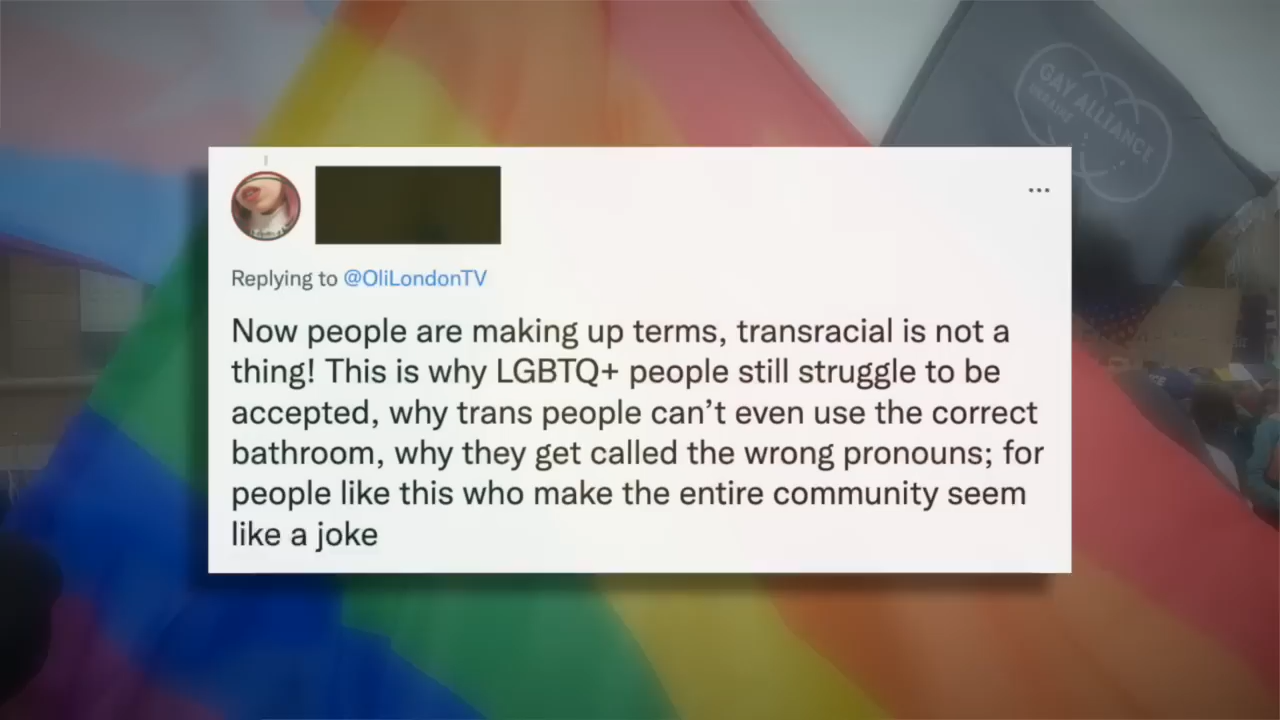 GAY ALLIANCE
UKRAINE
Replying to @OliLondonTV
Now people are making up terms, transracial is not a
thing! This is why LGBTQ+ people still struggle to be
accepted, why trans people can’t even use the correct
bathroom, why they get called the wrong pronouns; for
people like this who make the entire community seem
like a joke